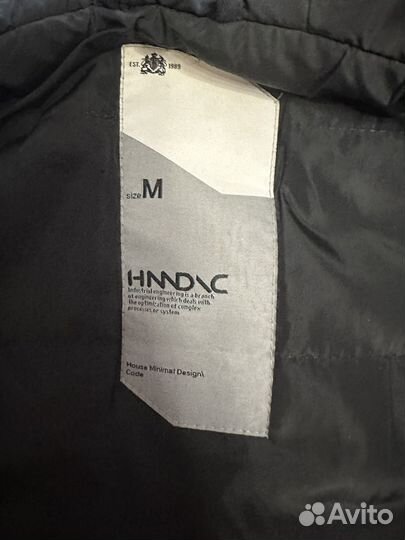 EST. 1989
size M
HMDNC
Industrial engineering is a branch
of engineering which deals with
the optimization of complex
processes or system
House Minimal Design\
Code
Avito